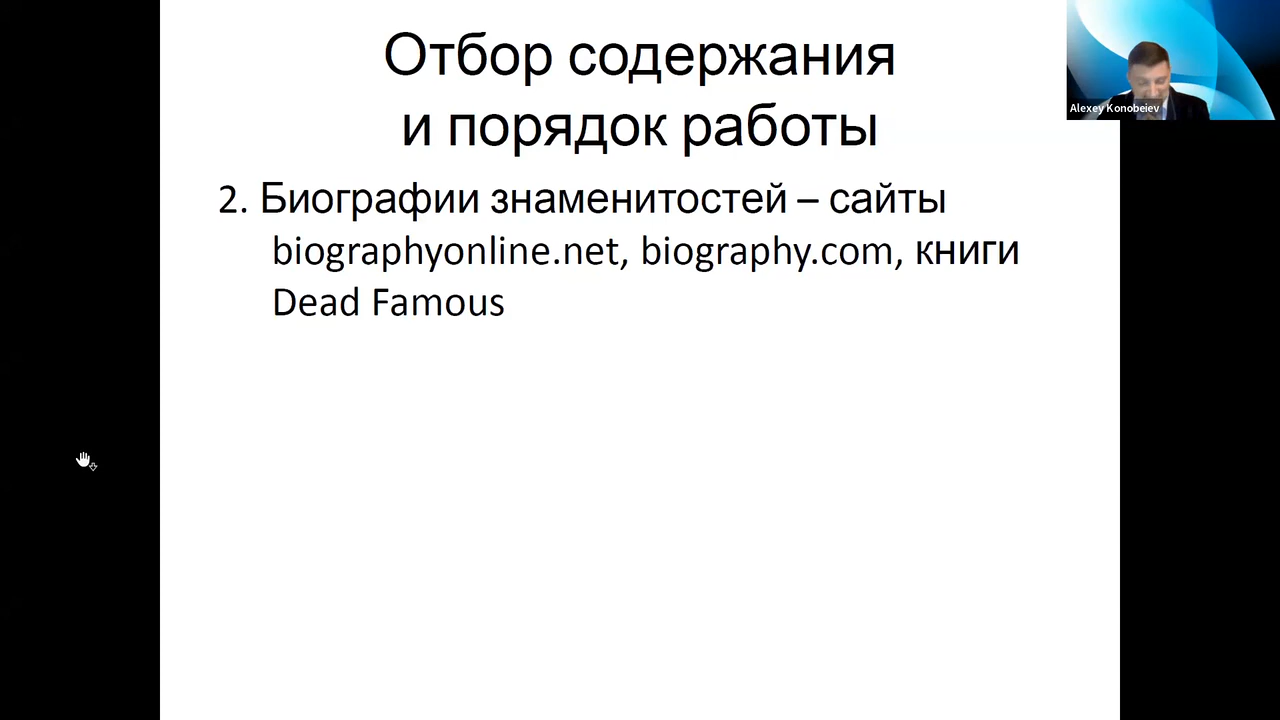 Отбор содержания
и порядок работы
Alexey Konobeiev
2. Биографии знаменитостей – сайты
biographyonline.net, biography.com, книги
Dead Famous